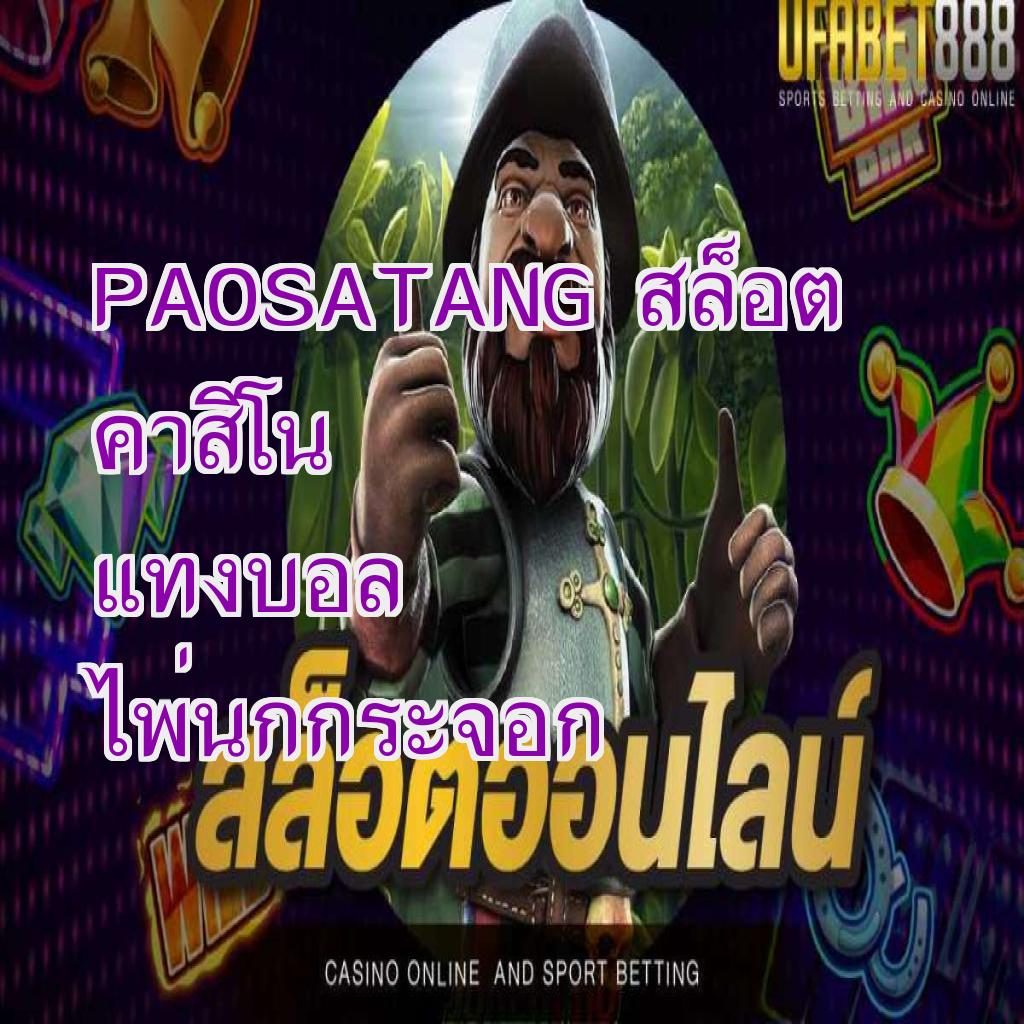 UFABET888
SPORTS BETTING AND CASINO ONLINE
BAR
PAOSATANG สล็อต
คาสิโน
แทงบอล
ไพ่นกกระจอก
สล็อตออนไลน์
CASINO ONLINE AND SPORT BETTING